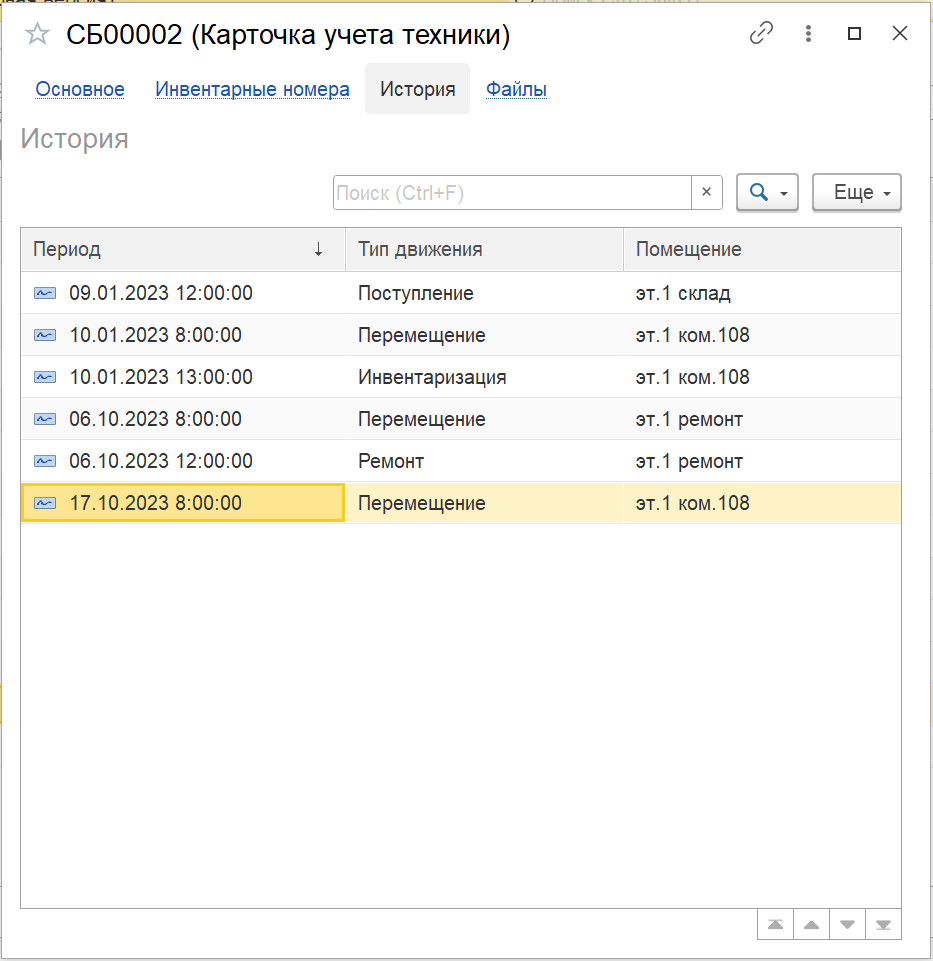 СБ00002 (Карточка учета техники)
Основное Инвентарные номера История Файлы
История
Поиск (Ctrl+F) × Еще
Период ↓ Тип движения Помещение
09.01.2023 12:00:00 Поступление эт.1 склад
10.01.2023 8:00:00 Перемещение эт.1 ком.108
10.01.2023 13:00:00 Инвентаризация эт.1 ком.108
06.10.2023 8:00:00 Перемещение эт.1 ремонт
06.10.2023 12:00:00 Ремонт эт.1 ремонт
17.10.2023 8:00:00 Перемещение эт.1 ком.108